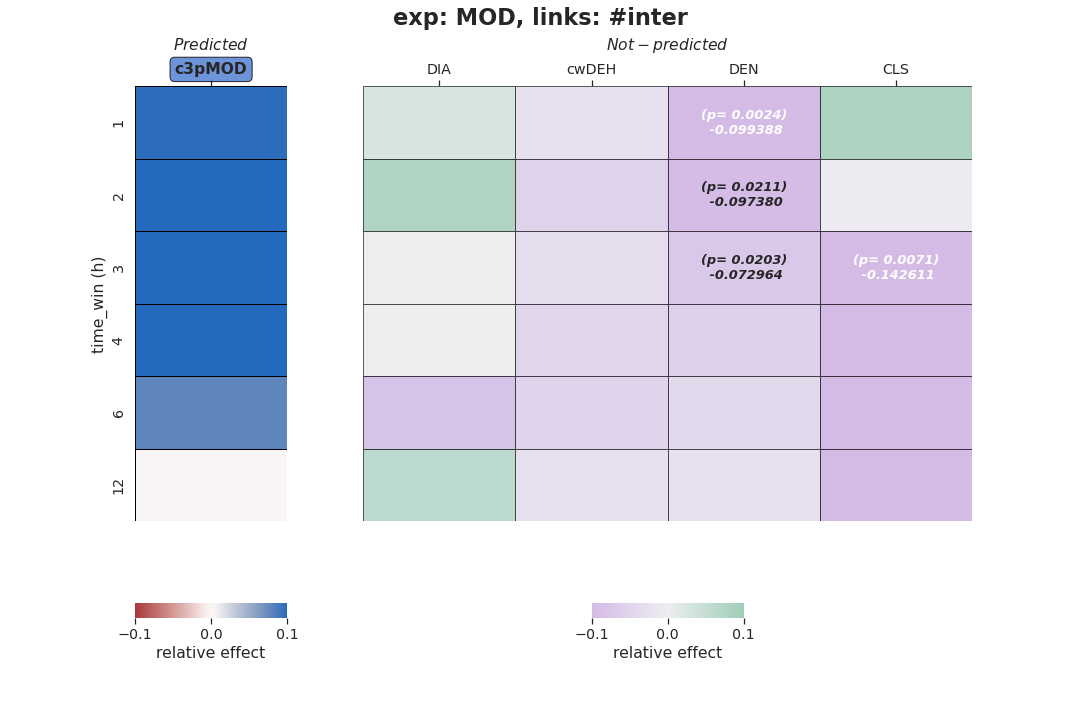 exp: MOD, links: #inter
Predicted
Not − predicted
c3pMOD
DIA
cwDEH
DEN
CLS
time_win (h)
1
(p= 0.0024)
-0.099388
2
(p= 0.0211)
-0.097380
3
(p= 0.0203)
-0.072964
(p= 0.0071)
-0.142611
4
6
12
−0.1
0.0
0.1
relative effect
−0.1
0.0
0.1
relative effect